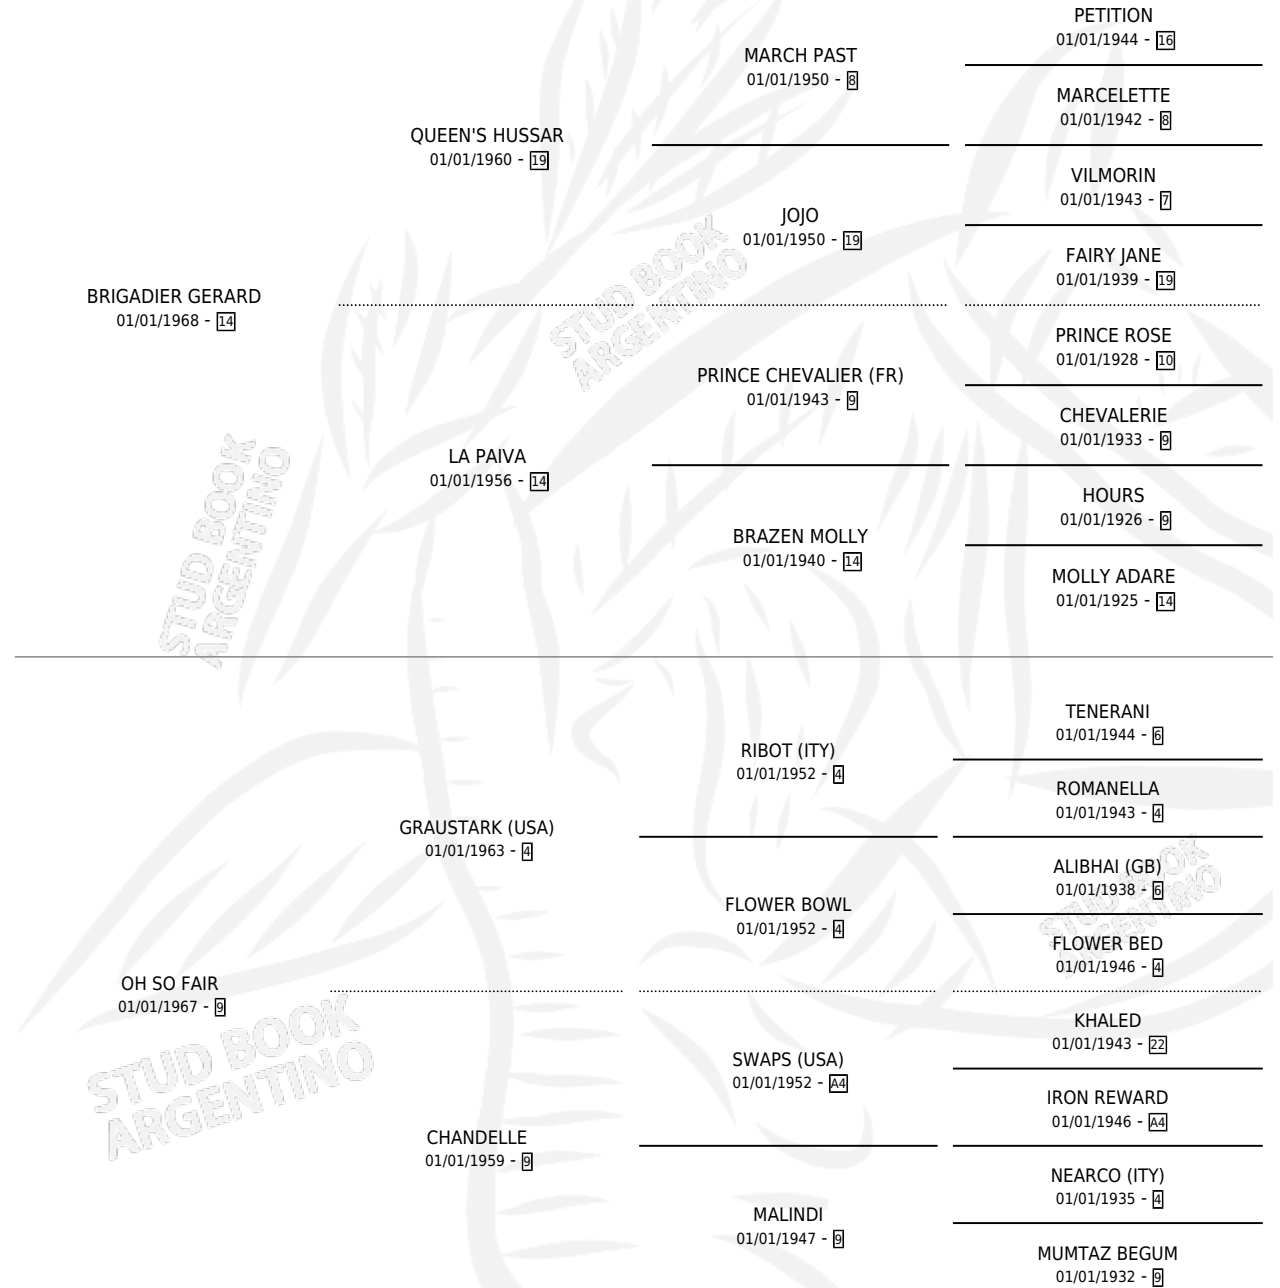 PETITION
01/01/1944 - 16
MARCH PAST
01/01/1950 - 8
MARCELETTE
01/01/1942 - 8
QUEEN'S HUSSAR
01/01/1960 - 19
VILMORIN
01/01/1943 - 7
JOJO
01/01/1950 - 19
FAIRY JANE
01/01/1939 - 19
BRIGADIER GERARD
01/01/1968 - 14
PRINCE ROSE
01/01/1928 - 10
PRINCE CHEVALIER (FR)
01/01/1943 - 9
CHEVALERIE
01/01/1933 - 9
LA PAIVA
01/01/1956 - 14
HOURS
01/01/1926 - 9
BRAZEN MOLLY
01/01/1940 - 14
MOLLY ADARE
01/01/1925 - 14
TENERANI
01/01/1944 - 6
RIBOT (ITY)
01/01/1952 - 4
ROMANELLA
01/01/1943 - 4
GRAUSTARK (USA)
01/01/1963 - 4
ALIBHAI (GB)
01/01/1938 - 6
FLOWER BOWL
01/01/1952 - 4
FLOWER BED
01/01/1946 - 4
OH SO FAIR
01/01/1967 - 9
KHALED
01/01/1943 - 22
SWAPS (USA)
01/01/1952 - A4
IRON REWARD
01/01/1946 - A4
CHANDELLE
01/01/1959 - 9
NEARCO (ITY)
01/01/1935 - 4
MALINDI
01/01/1947 - 9
MUMTAZ BEGUM
01/01/1932 - 9
STUD BOOK
ARGENTINO
STUD BOOK
ARGENTINO
STUD BOOK
ARGENTINO
STUD BOOK
ARGENTINO